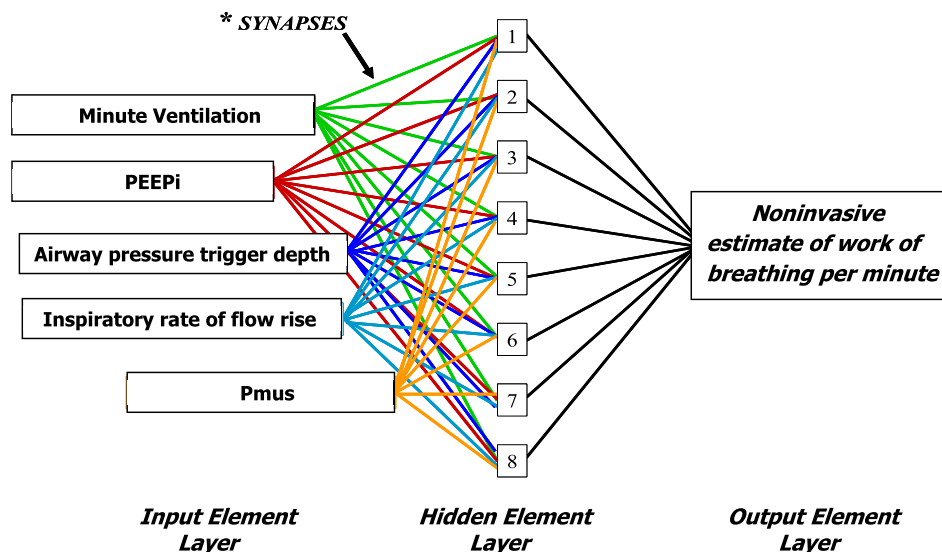 * SYNAPSES
Minute Ventilation
PEEPi
Airway pressure trigger depth
Inspiratory rate of flow rise
Pmus
1
2
3
4
5
6
7
8
Noninvasive
estimate of work of
breathing per minute
Input Element
Layer
Hidden Element
Layer
Output Element
Layer